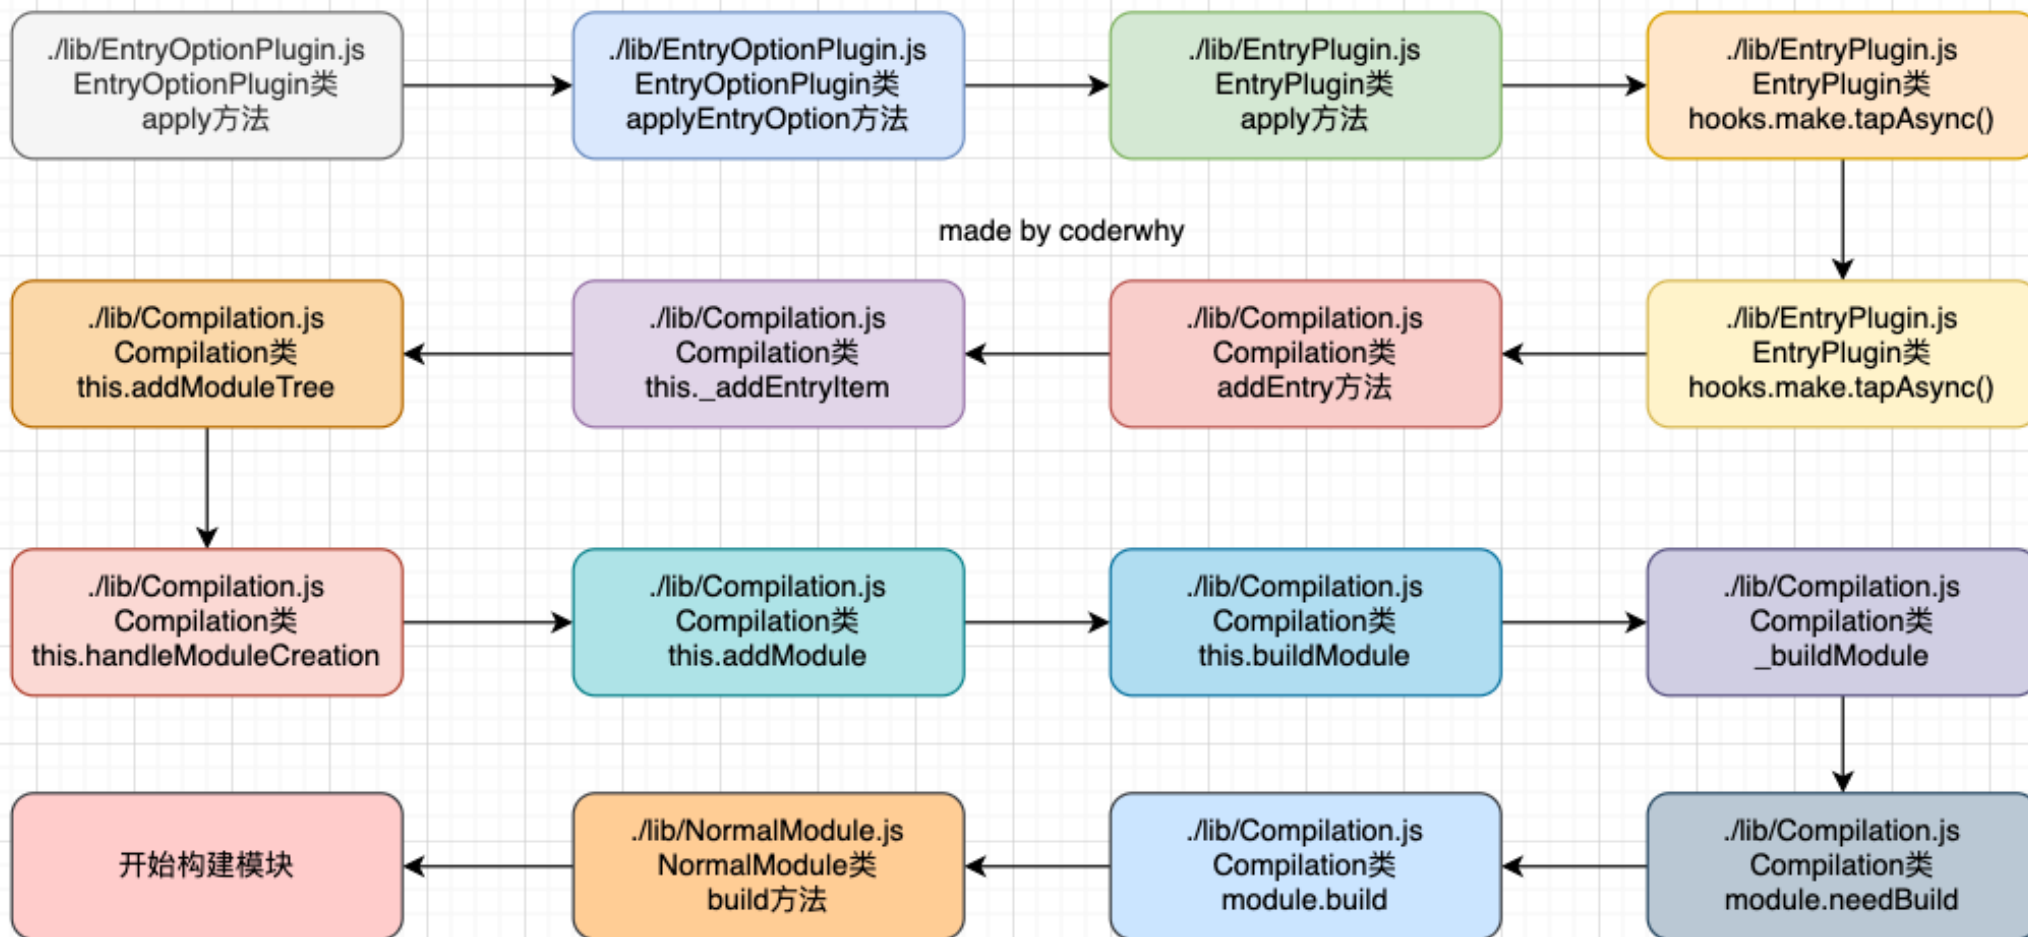 ./lib/EntryOptionPlugin.js
EntryOptionPlugin类
apply方法
./lib/EntryOptionPlugin.js
EntryOptionPlugin类
applyEntryOption方法
./lib/EntryPlugin.js
EntryPlugin类
apply方法
./lib/EntryPlugin.js
EntryPlugin类
hooks.make.tapAsync()
made by coderwhy
./lib/EntryPlugin.js
EntryPlugin类
hooks.make.tapAsync()
./lib/Compilation.js
Compilation类
addEntry方法
./lib/Compilation.js
Compilation类
this._addEntryItem
./lib/Compilation.js
Compilation类
this.addModuleTree
./lib/Compilation.js
Compilation类
this.handleModuleCreation
./lib/Compilation.js
Compilation类
this.addModule
./lib/Compilation.js
Compilation类
this.buildModule
./lib/Compilation.js
Compilation类
_buildModule
./lib/Compilation.js
Compilation类
module.needBuild
./lib/Compilation.js
Compilation类
module.build
./lib/NormalModule.js
NormalModule类
build方法
开始构建模块